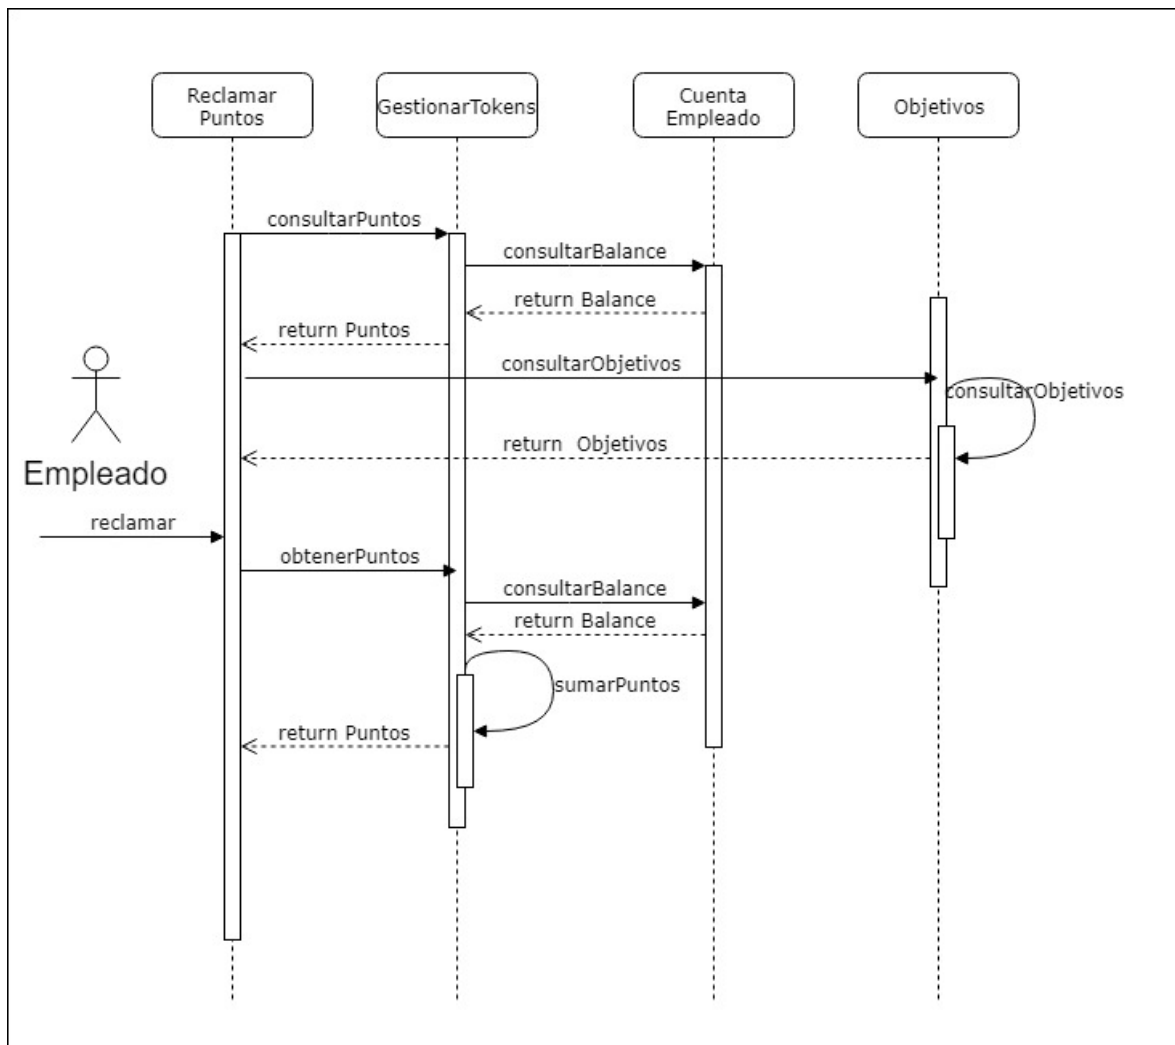 Reclamar
Puntos
GestionarTokens
Cuenta
Empleado
Objetivos
consultarPuntos
consultarBalance
return Balance
return Puntos
consultarObjetivos
consultarObjetivos
return  Objetivos
Empleado
reclamar
obtenerPuntos
consultarBalance
return Balance
sumarPuntos
return Puntos